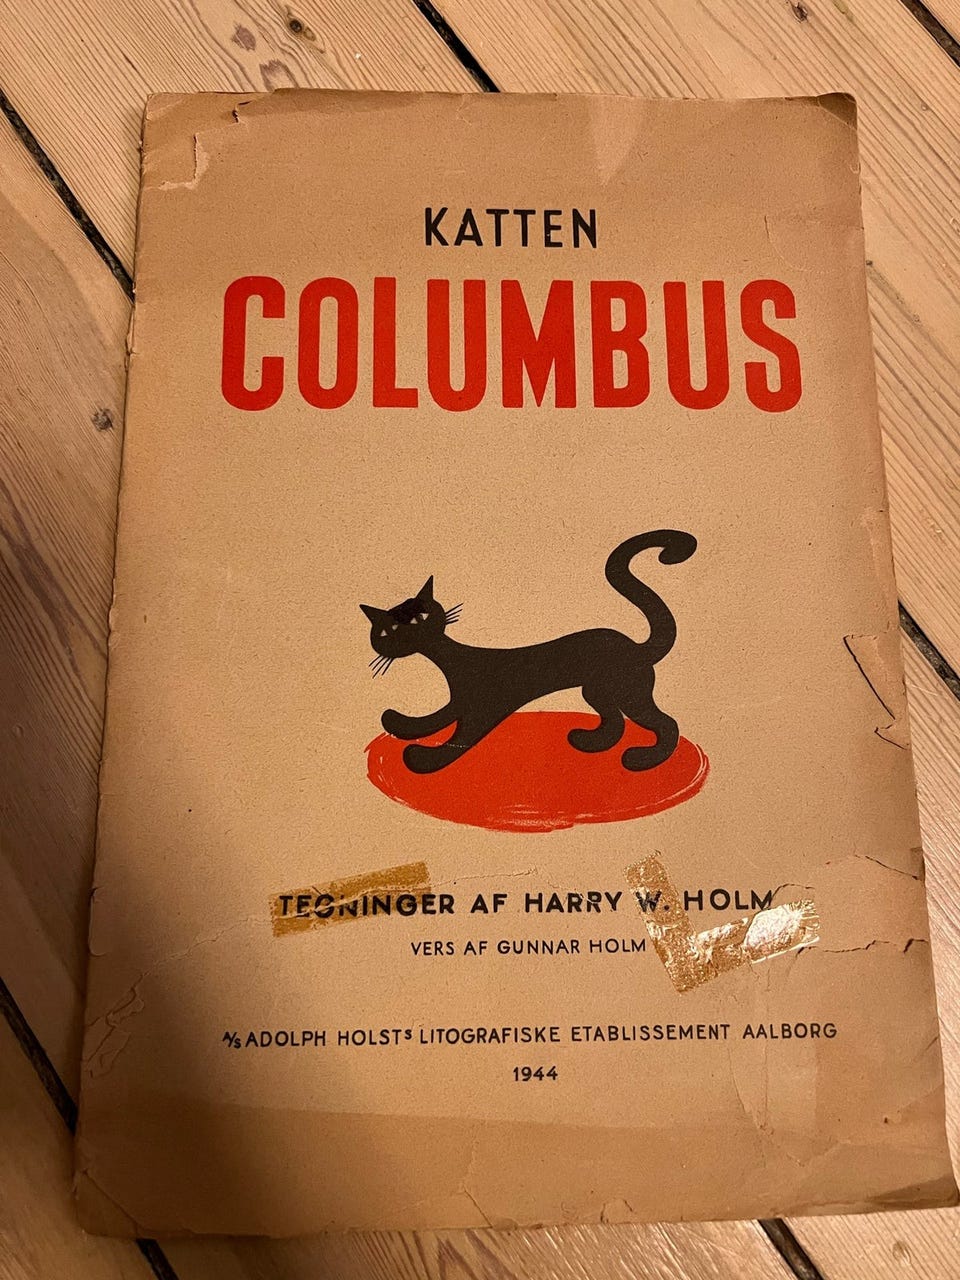 KATTEN
COLUMBUS
TEGNINGER AF HARRY W. HOLM
VERS AF GUNNAR HOLM
A/S ADOLPH HOLSTS LITOGRAFISKE ETABLISSEMENT AALBORG
1944